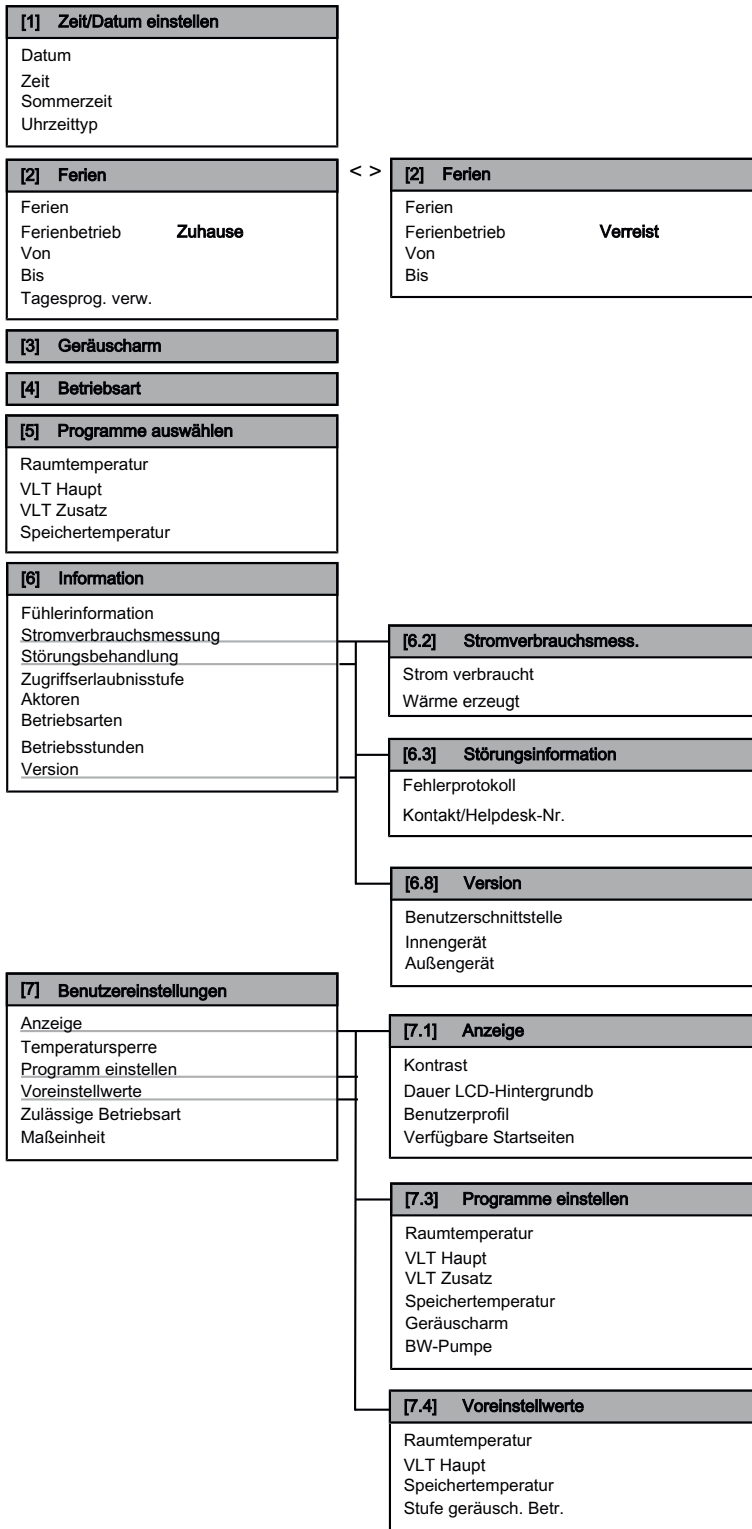 [1] Zeit/Datum einstellen
Datum
Zeit
Sommerzeit
Uhrzeittyp
[2] Ferien
Ferien
Ferienbetrieb Zuhause
Von
Bis
Tagesprog. verw.
< >
[2] Ferien
Ferien
Ferienbetrieb Verreist
Von
Bis
[3] Geräuscharm
[4] Betriebsart
[5] Programme auswählen
Raumtemperatur
VLT Haupt
VLT Zusatz
Speichertemperatur
[6] Information
Fühlerinformation
Stromverbrauchsmessung
Störungsbehandlung
Zugriffserlaubnisstufe
Aktoren
Betriebsarten
Betriebsstunden
Version
[6.2] Stromverbrauchsmess.
Strom verbraucht
Wärme erzeugt
[6.3] Störungsinformation
Fehlerprotokoll
Kontakt/Helpdesk-Nr.
[6.8] Version
Benutzerschnittstelle
Innengerät
Außengerät
[7] Benutzereinstellungen
Anzeige
Temperatursperre
Programm einstellen
Voreinstellwerte
Zulässige Betriebsart
Maßeinheit
[7.1] Anzeige
Kontrast
Dauer LCD-Hintergrundb
Benutzerprofil
Verfügbare Startseiten
[7.3] Programme einstellen
Raumtemperatur
VLT Haupt
VLT Zusatz
Speichertemperatur
Geräuscharm
BW-Pumpe
[7.4] Voreinstellwerte
Raumtemperatur
VLT Haupt
Speichertemperatur
Stufe geräusch. Betr.